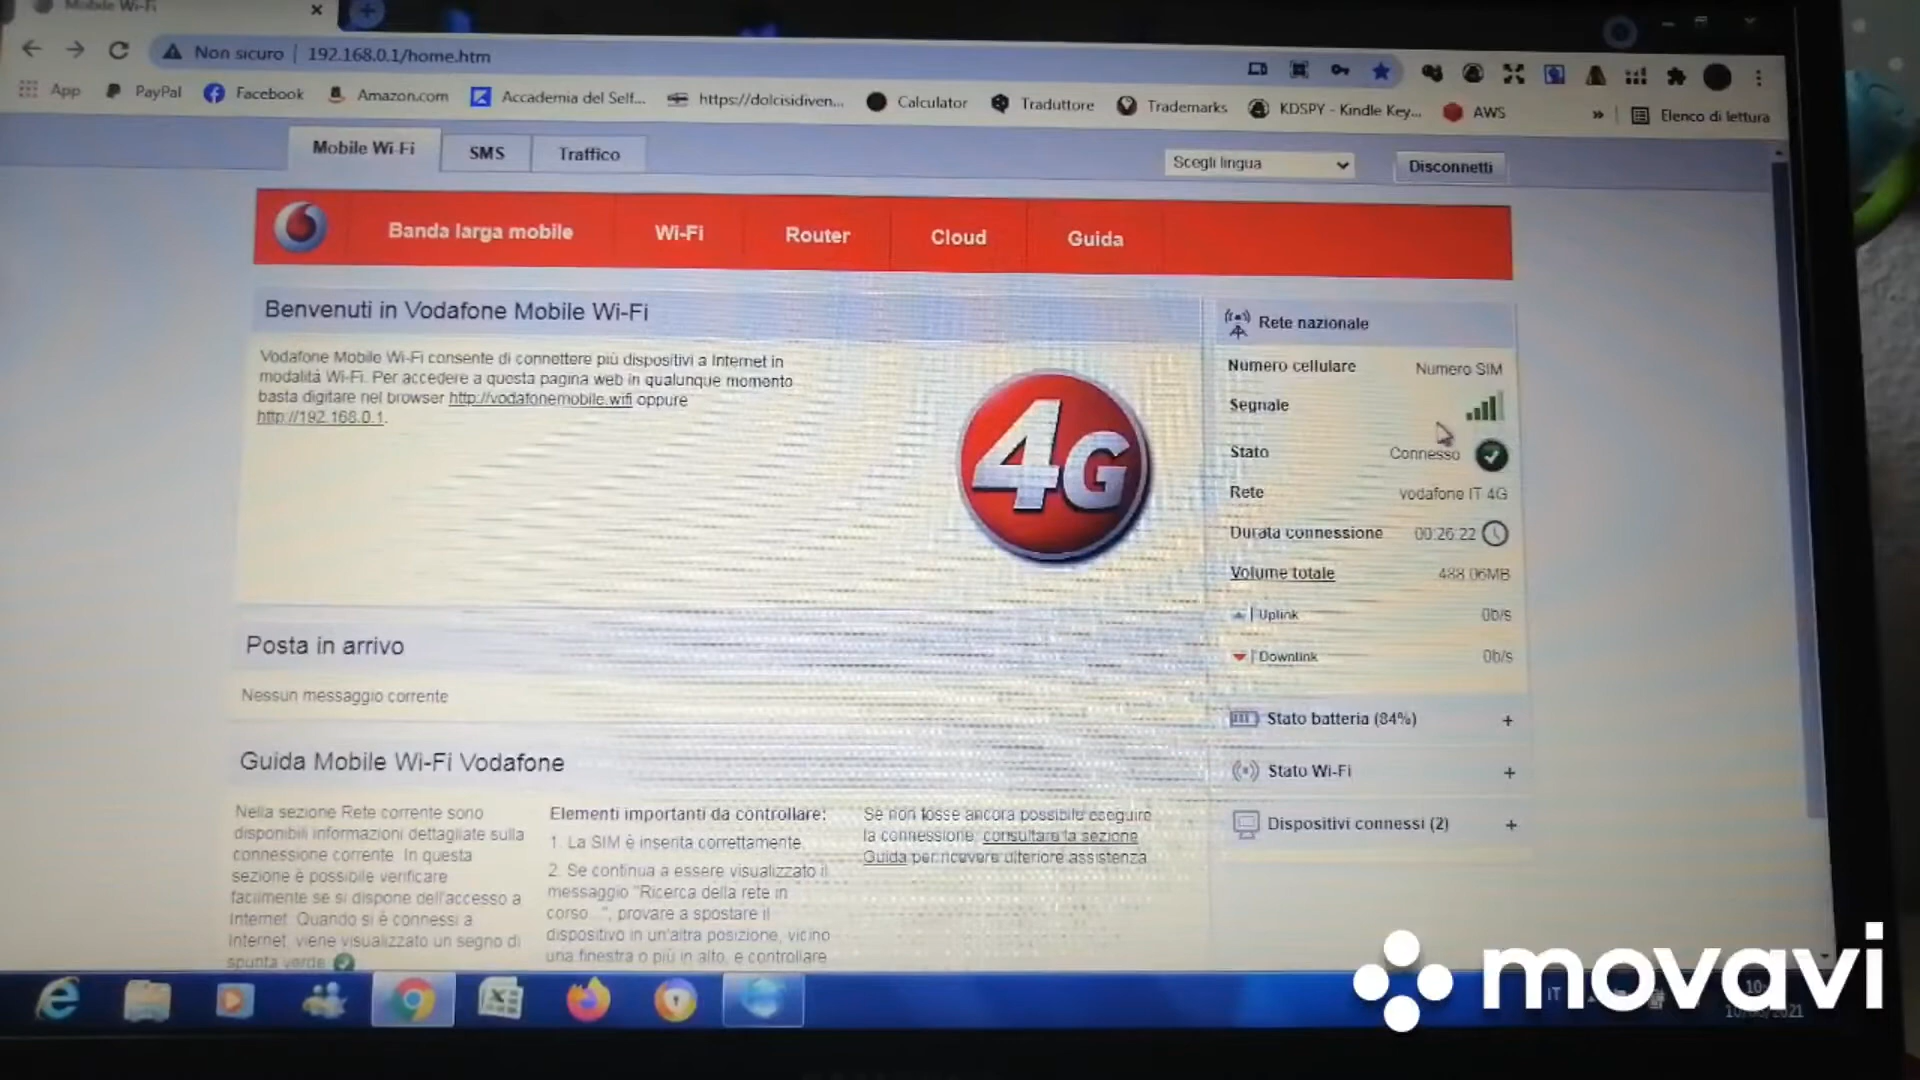 Mobile Wi-Fi
Non sicuro | 192.168.0.1/home.htm
App PayPal Facebook Amazon.com Accademia del Self... https://dolcisidiven... Calculator Traduttore Trademarks KDSPY - Kindle Key... AWS » Elenco di lettura
Mobile Wi-Fi SMS Traffico Scegli lingua Disconnetti
Banda larga mobile Wi-Fi Router Cloud Guida
Benvenuti in Vodafone Mobile Wi-Fi
Vodafone Mobile Wi-Fi consente di connettere più dispositivi a Internet in
modalità Wi-Fi. Per accedere a questa pagina web in qualunque momento
basta digitare nel browser http://vodafonemobile.wifi oppure
http://192.168.0.1.
4G
Rete nazionale
Numero cellulare Numero SIM
Segnale
Stato Connesso
Rete vodafone IT 4G
Durata connessione 00:26:22
Volume totale 488.06MB
Uplink 0b/s
Downlink 0b/s
Stato batteria (84%) +
Stato Wi-Fi +
Dispositivi connessi (2) +
Posta in arrivo
Nessun messaggio corrente
Guida Mobile Wi-Fi Vodafone
Nella sezione Rete corrente sono
disponibili informazioni dettagliate sulla
connessione corrente. In questa
sezione è possibile verificare
facilmente se si dispone dell'accesso a
Internet. Quando si è connessi a
Internet, viene visualizzato un segno di
spunta verde
Elementi importanti da controllare:
1. La SIM è inserita correttamente.
2. Se continua a essere visualizzato il
messaggio "Ricerca della rete in
corso...", provare a spostare il
dispositivo in un'altra posizione, vicino
una finestra o più in alto, e controllare
Se non fosse ancora possibile eseguire
la connessione, consultare la sezione
Guida per ricevere ulteriore assistenza.
IT
movavi